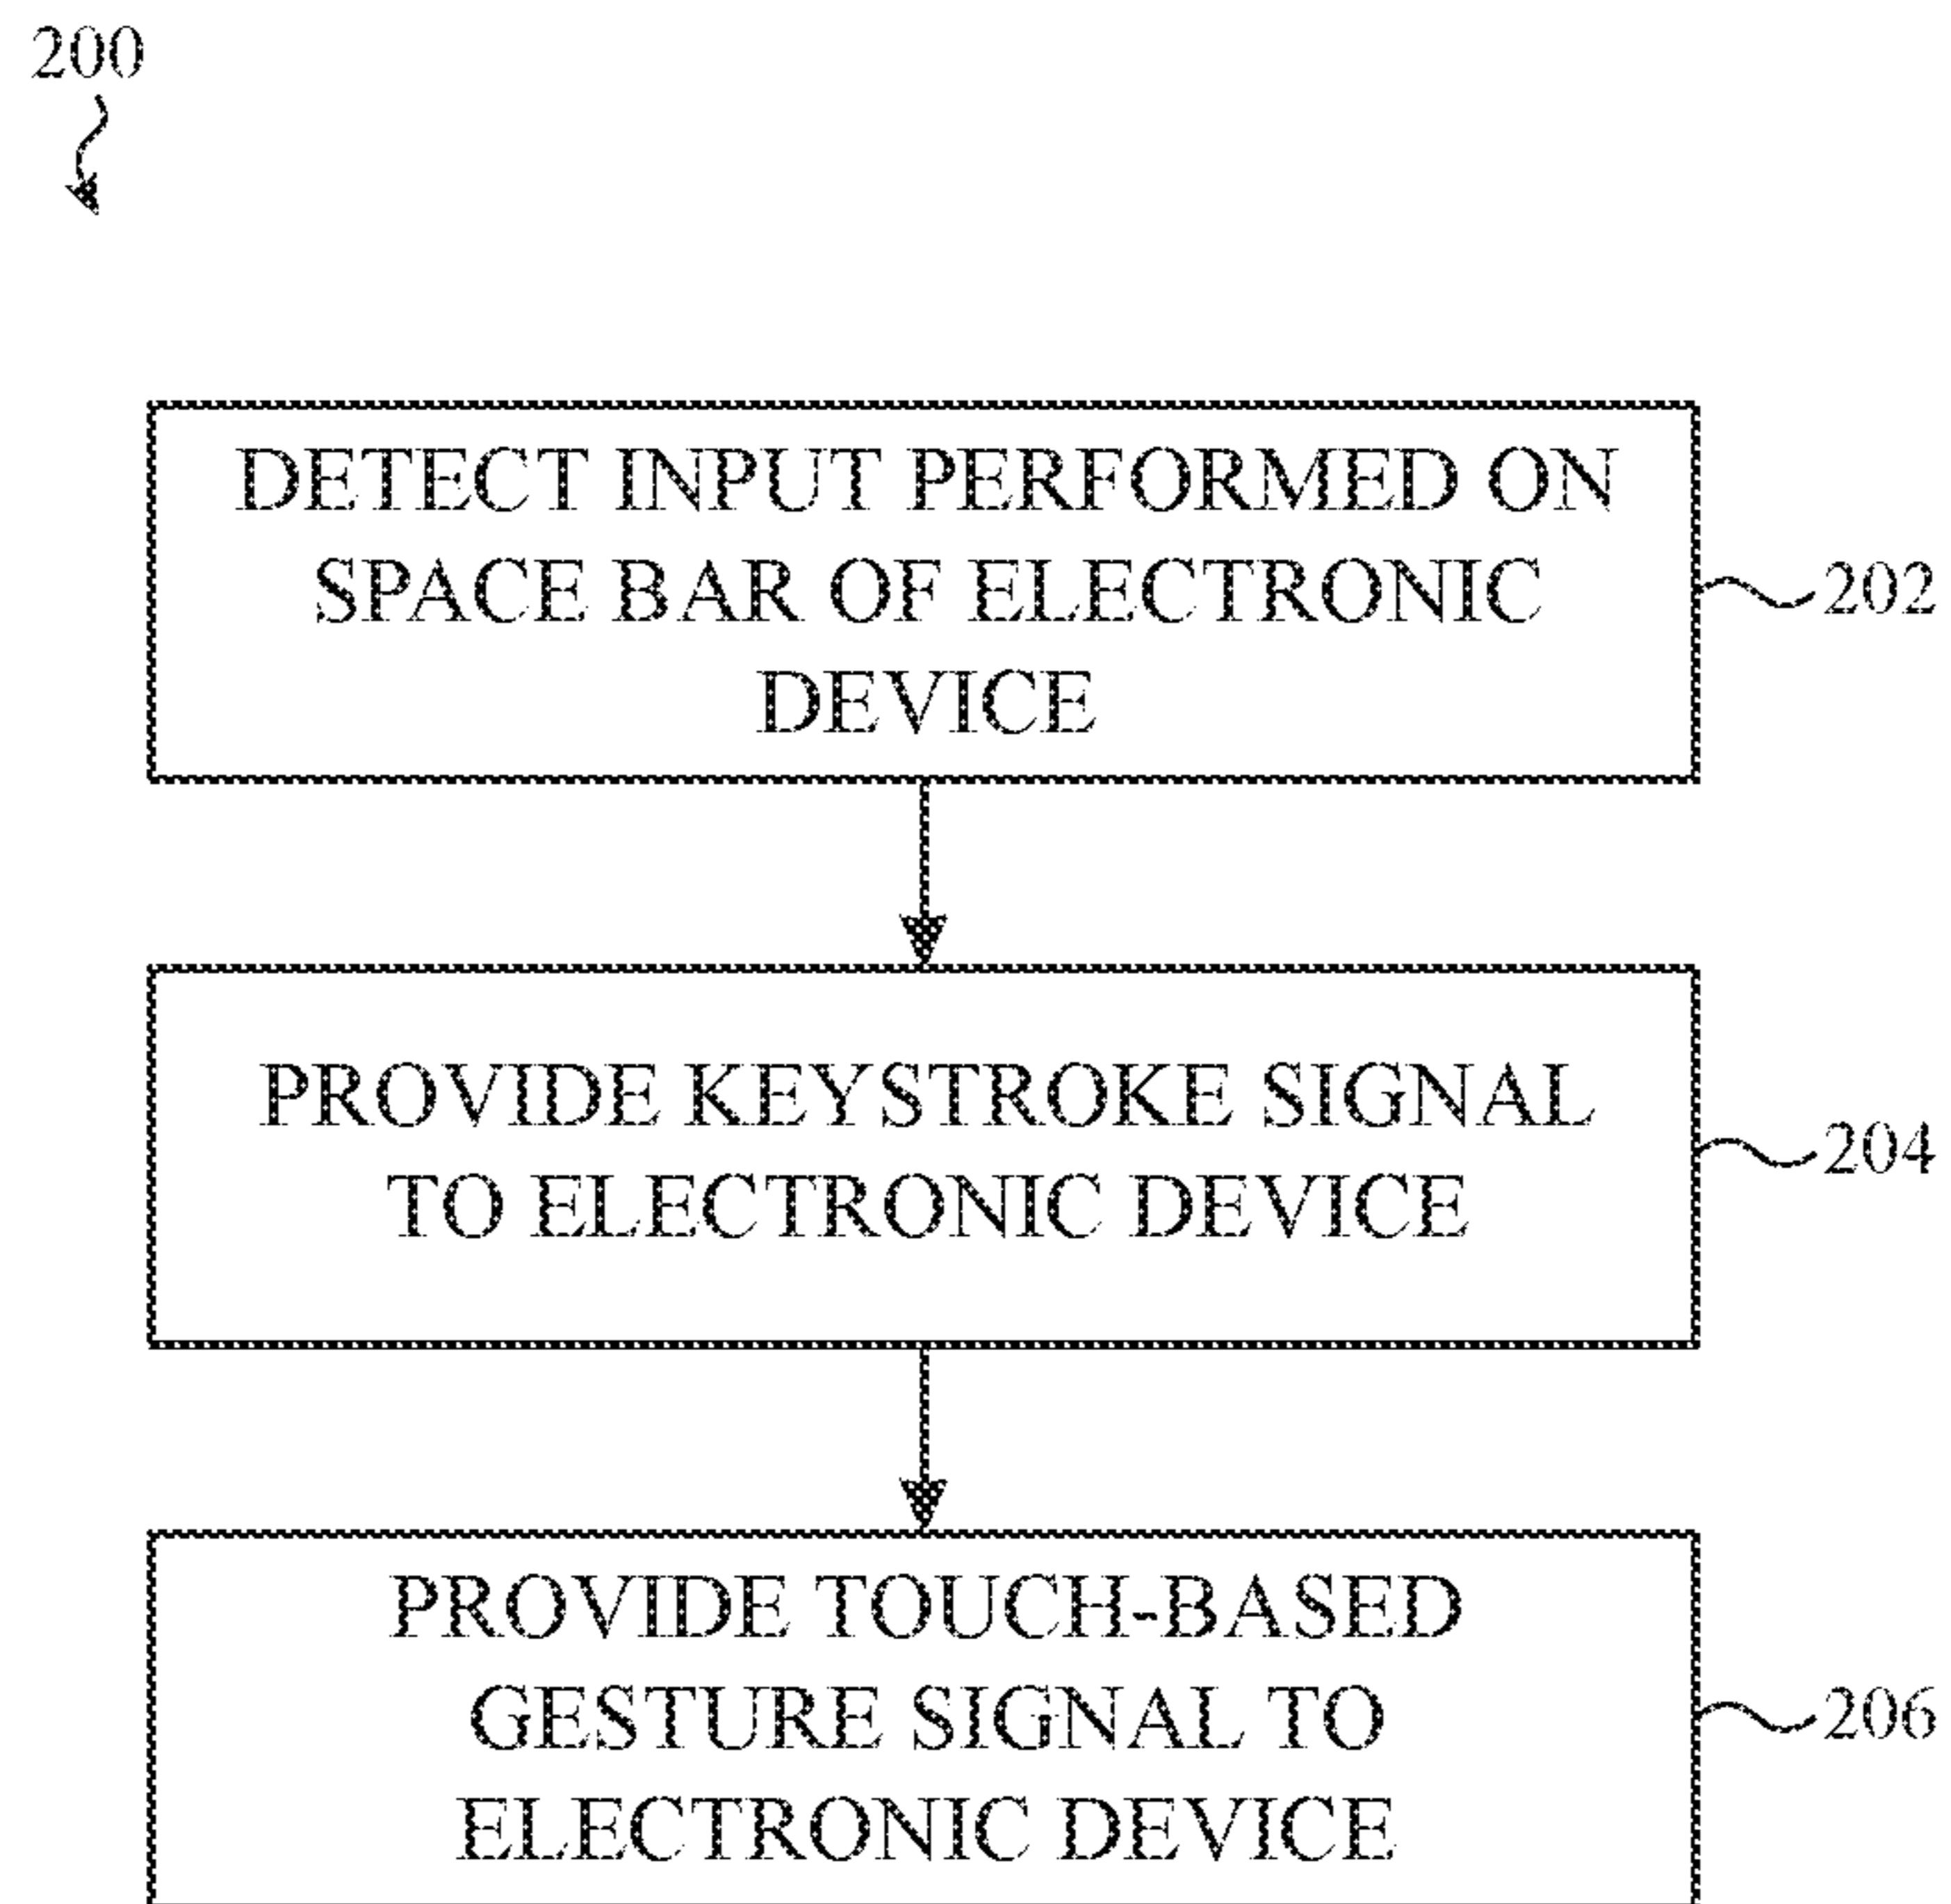 200
DETECT INPUT PERFORMED ON
SPACE BAR OF ELECTRONIC
DEVICE
202
PROVIDE KEYSTROKE SIGNAL
TO ELECTRONIC DEVICE
204
PROVIDE TOUCH-BASED
GESTURE SIGNAL TO
ELECTRONIC DEVICE
206